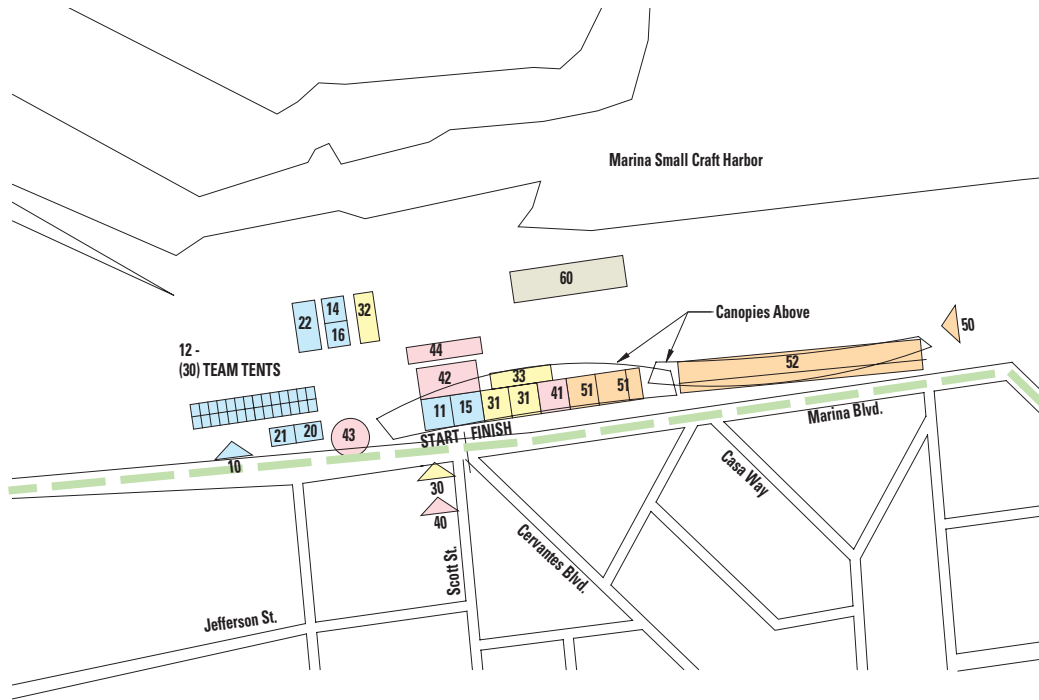 Marina Small Craft Harbor
60
Canopies Above
50
22
14
16
32
12 -
(30) TEAM TENTS
44
42
33
52
11
15
31
31
41
51
51
21
20
43
START
FINISH
Marina Blvd.
10
30
40
Casa Way
Scott St.
Cervantes Blvd.
Jefferson St.